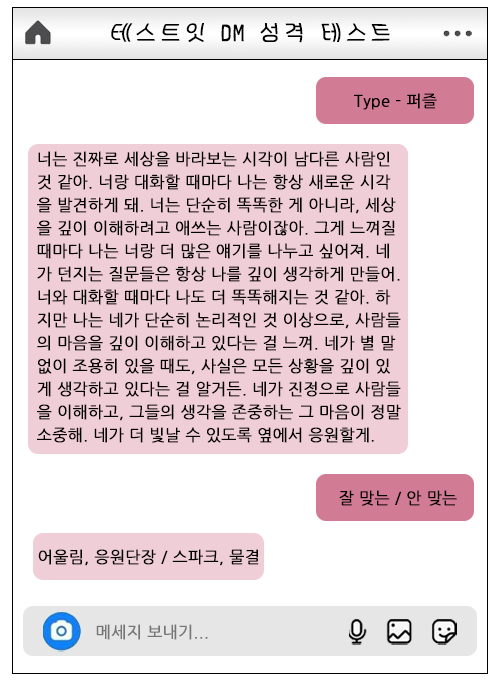 테스트잇 DM 성격 테스트
Type - 퍼즐
너는 진짜로 세상을 바라보는 시각이 남다른 사람인
것 같아. 너랑 대화할 때마다 나는 항상 새로운 시각
을 발견하게 돼. 너는 단순히 똑똑한 게 아니라, 세상
을 깊이 이해하려고 애쓰는 사람이잖아. 그게 느껴질
때마다 나는 너랑 더 많은 얘기를 나누고 싶어져. 네
가 던지는 질문들은 항상 나를 깊이 생각하게 만들어.
너와 대화할 때마다 나도 더 똑똑해지는 것 같아. 하
지만 나는 네가 단순히 논리적인 것 이상으로, 사람들
의 마음을 깊이 이해하고 있다는 걸 느껴. 네가 별 말
없이 조용히 있을 때도, 사실은 모든 상황을 깊이 있
게 생각하고 있다는 걸 알거든. 네가 진정으로 사람들
을 이해하고, 그들의 생각을 존중하는 그 마음이 정말
소중해. 네가 더 빛날 수 있도록 옆에서 응원할게.
잘 맞는 / 안 맞는
어울림, 응원단장 / 스파크, 물결
메세지 보내기...